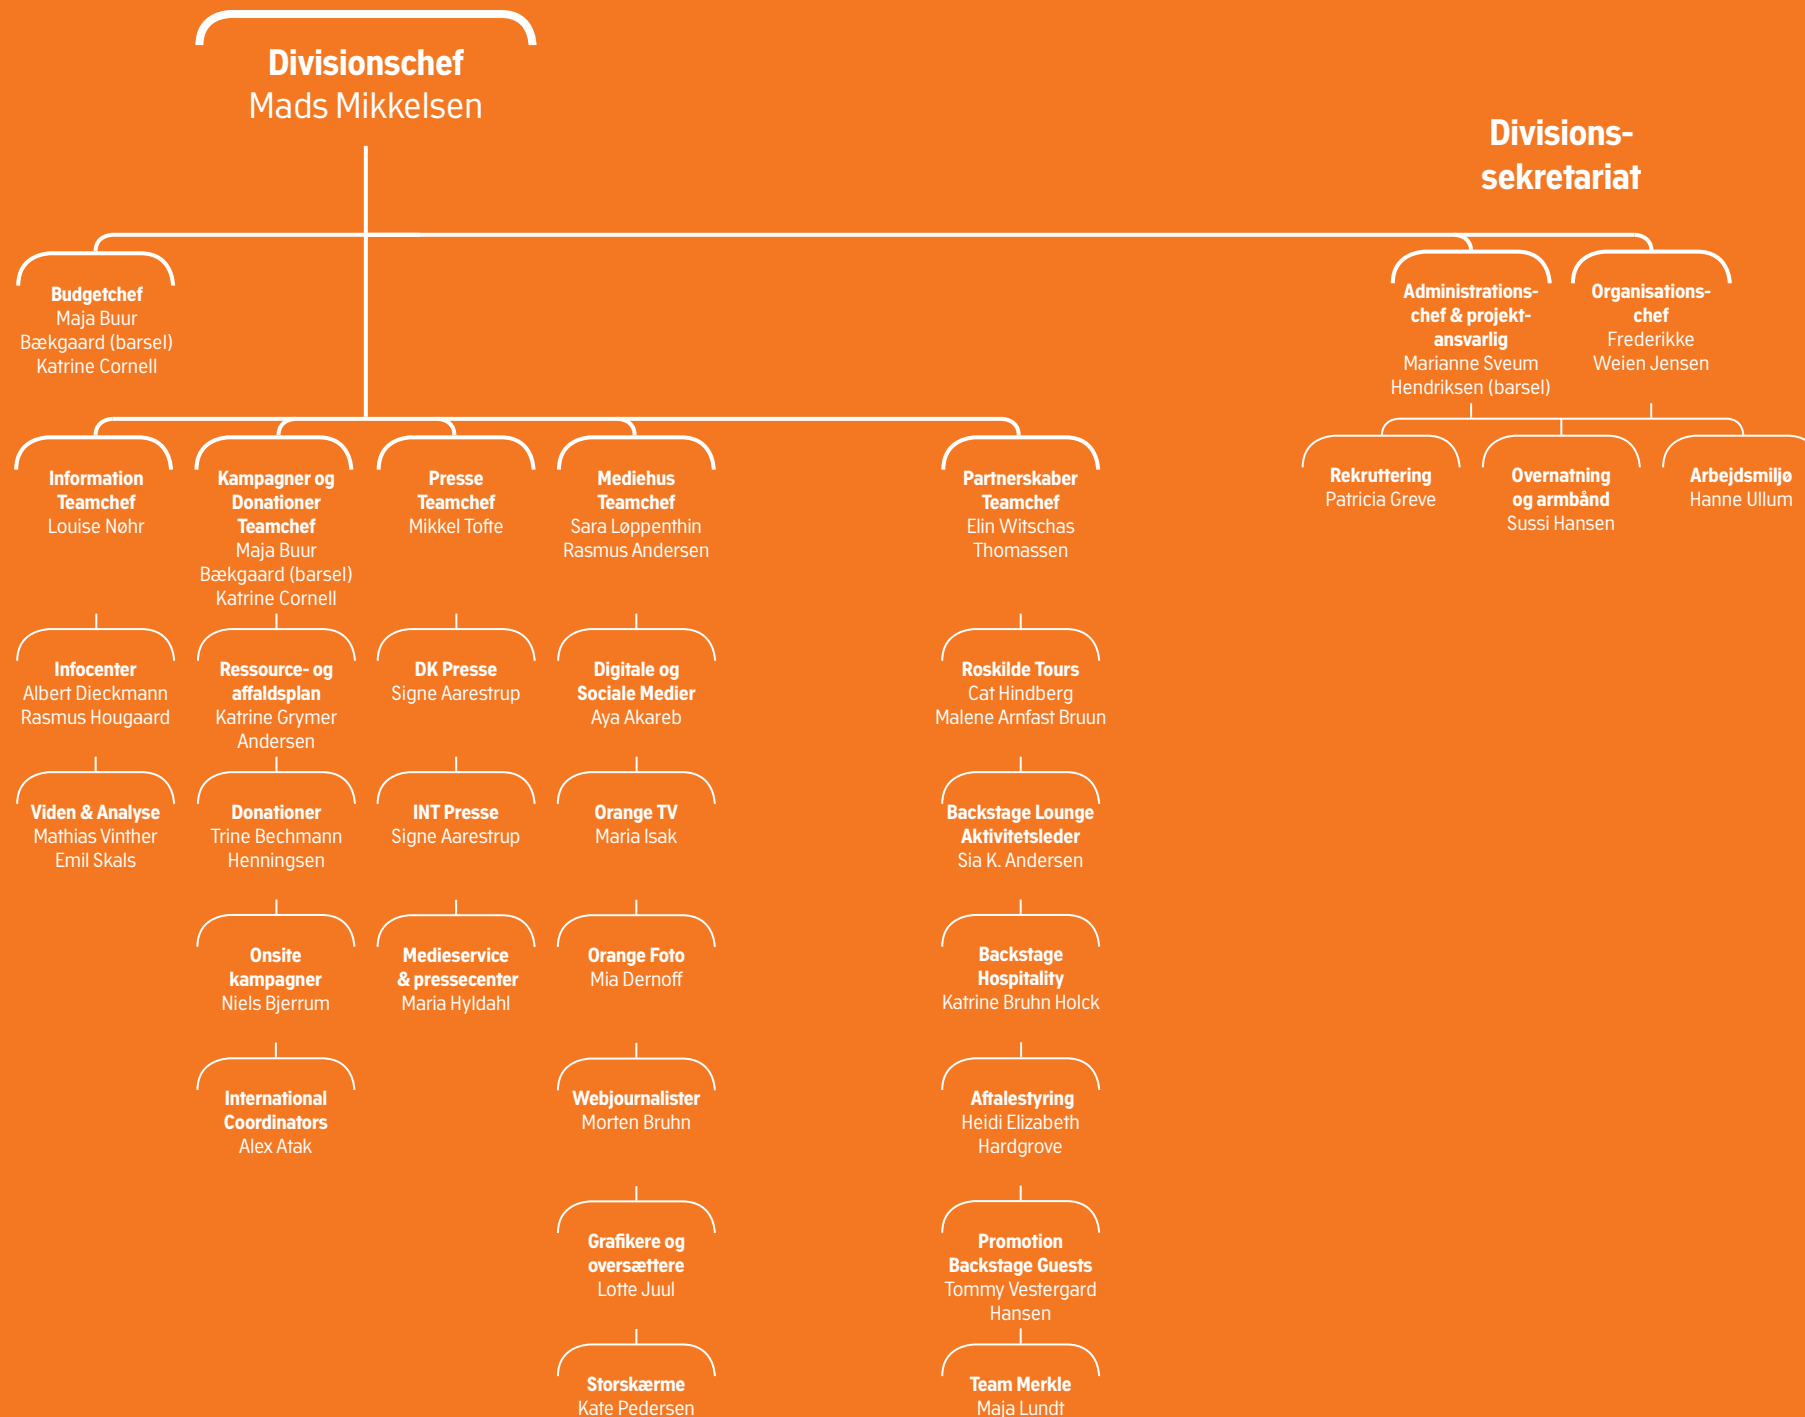 Divisionschef
Mads Mikkelsen
Divisions-
sekretariat
Budgetchef
Maja Buur
Bækgaard (barsel)
Katrine Cornell
Administrations-
chef & projekt-
ansvarlig
Marianne Sveum
Hendriksen (barsel)
Organisations-
chef
Frederikke
Weien Jensen
Information
Teamchef
Louise Nøhr
Kampagner og
Donationer
Teamchef
Maja Buur
Bækgaard (barsel)
Katrine Cornell
Presse
Teamchef
Mikkel Tofte
Mediehus
Teamchef
Sara Løppenthin
Rasmus Andersen
Partnerskaber
Teamchef
Elin Witschas
Thomassen
Rekruttering
Patricia Greve
Overnatning
og armbånd
Sussi Hansen
Arbejdsmiljø
Hanne Ullum
Infocenter
Albert Dieckmann
Rasmus Hougaard
Ressource- og
affaldsplan
Katrine Grymer
Andersen
DK Presse
Signe Aarestrup
Digitale og
Sociale Medier
Aya Akareb
Roskilde Tours
Cat Hindberg
Malene Arnfast Bruun
Viden & Analyse
Mathias Vinther
Emil Skals
Donationer
Trine Bechmann
Henningsen
INT Presse
Signe Aarestrup
Orange TV
Maria Isak
Backstage Lounge
Aktivitetsleder
Sia K. Andersen
Onsite
kampagner
Niels Bjerrum
Medieservice
& pressecenter
Maria Hyldahl
Orange Foto
Mia Dernoff
Backstage
Hospitality
Katrine Bruhn Holck
International
Coordinators
Alex Atak
Webjournalister
Morten Bruhn
Aftalestyring
Heidi Elizabeth
Hardgrove
Grafikere og
oversættere
Lotte Juul
Promotion
Backstage Guests
Tommy Vestergard
Hansen
Storskærme
Kate Pedersen
Team Merkle
Maja Lundt